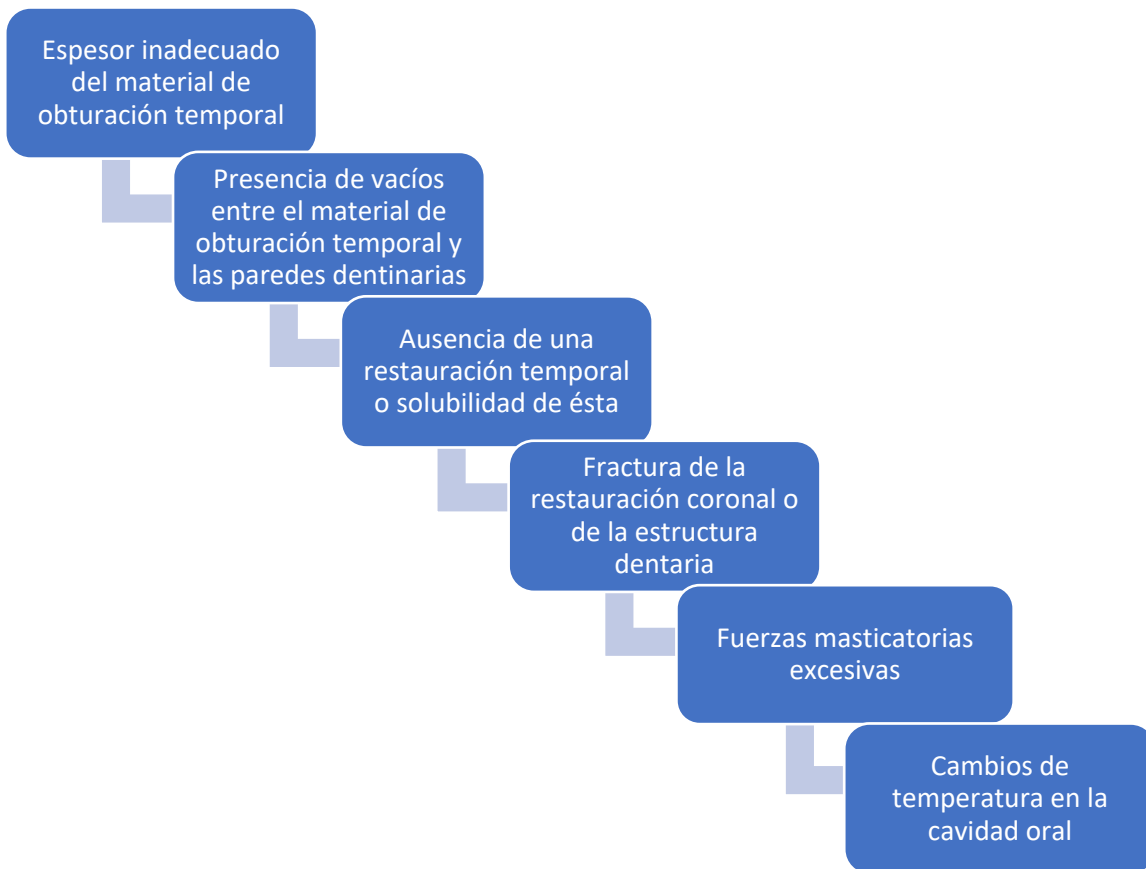 Espesor inadecuado
del material de
obturación temporal
Presencia de vacíos
entre el material de
obturación temporal y
las paredes dentinarias
Ausencia de una
restauración temporal
o solubilidad de ésta
Fractura de la
restauración coronal o
de la estructura
dentaria
Fuerzas masticatorias
excesivas
Cambios de
temperatura en la
cavidad oral